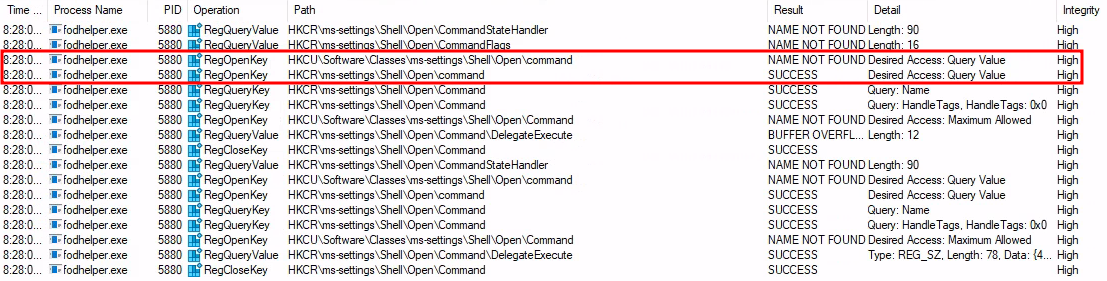 Time ... Process Name PID Operation Path Result Detail Integrity
8:28:0... fodhelper.exe 5880 RegQueryValue HKCR\ms-settings\Shell\Open\CommandStateHandler NAME NOT FOUND Length: 90 High
8:28:0... fodhelper.exe 5880 RegQueryValue HKCR\ms-settings\Shell\Open\CommandFlags NAME NOT FOUND Length: 16 High
8:28:0... fodhelper.exe 5880 RegOpenKey HKCU\Software\Classes\ms-settings\Shell\Open\command NAME NOT FOUND Desired Access: Query Value High
8:28:0... fodhelper.exe 5880 RegOpenKey HKCR\ms-settings\Shell\Open\command SUCCESS Desired Access: Query Value High
8:28:0... fodhelper.exe 5880 RegQueryKey HKCR\ms-settings\Shell\Open\Command SUCCESS Query: Name High
8:28:0... fodhelper.exe 5880 RegQueryKey HKCR\ms-settings\Shell\Open\Command SUCCESS Query: HandleTags, HandleTags: 0x0 High
8:28:0... fodhelper.exe 5880 RegOpenKey HKCU\Software\Classes\ms-settings\Shell\Open\Command NAME NOT FOUND Desired Access: Maximum Allowed High
8:28:0... fodhelper.exe 5880 RegQueryValue HKCR\ms-settings\Shell\Open\Command\DelegateExecute BUFFER OVERFL... Length: 12 High
8:28:0... fodhelper.exe 5880 RegCloseKey HKCR\ms-settings\Shell\Open\Command SUCCESS High
8:28:0... fodhelper.exe 5880 RegQueryValue HKCR\ms-settings\Shell\Open\CommandStateHandler NAME NOT FOUND Length: 90 High
8:28:0... fodhelper.exe 5880 RegOpenKey HKCU\Software\Classes\ms-settings\Shell\Open\command NAME NOT FOUND Desired Access: Query Value High
8:28:0... fodhelper.exe 5880 RegOpenKey HKCR\ms-settings\Shell\Open\Command SUCCESS Desired Access: Query Value High
8:28:0... fodhelper.exe 5880 RegQueryKey HKCR\ms-settings\Shell\Open\Command SUCCESS Query: Name High
8:28:0... fodhelper.exe 5880 RegQueryKey HKCR\ms-settings\Shell\Open\Command SUCCESS Query: HandleTags, HandleTags: 0x0 High
8:28:0... fodhelper.exe 5880 RegOpenKey HKCU\Software\Classes\ms-settings\Shell\Open\Command NAME NOT FOUND Desired Access: Maximum Allowed High
8:28:0... fodhelper.exe 5880 RegQueryValue HKCR\ms-settings\Shell\Open\Command\DelegateExecute SUCCESS Type: REG_SZ, Length: 78, Data: {4... High
8:28:0... fodhelper.exe 5880 RegCloseKey HKCR\ms-settings\Shell\Open\Command SUCCESS High